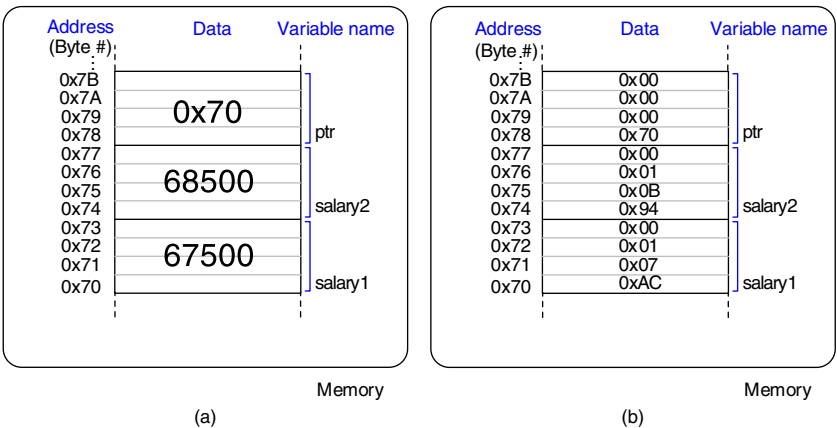 Address Data Variable name
(Byte #)
0x7B
0x7A
0x79
0x78
0x70
ptr
0x77
0x76
0x75
0x74
68500
salary2
0x73
0x72
0x71
0x70
67500
salary1
Memory
(a)
Address Data Variable name
(Byte #)
0x7B 0x00
0x7A 0x00
0x79 0x00
0x78 0x70 ptr
0x77 0x00
0x76 0x01
0x75 0x0B
0x74 0x94 salary2
0x73 0x00
0x72 0x01
0x71 0x07
0x70 0xAC salary1
Memory
(b)